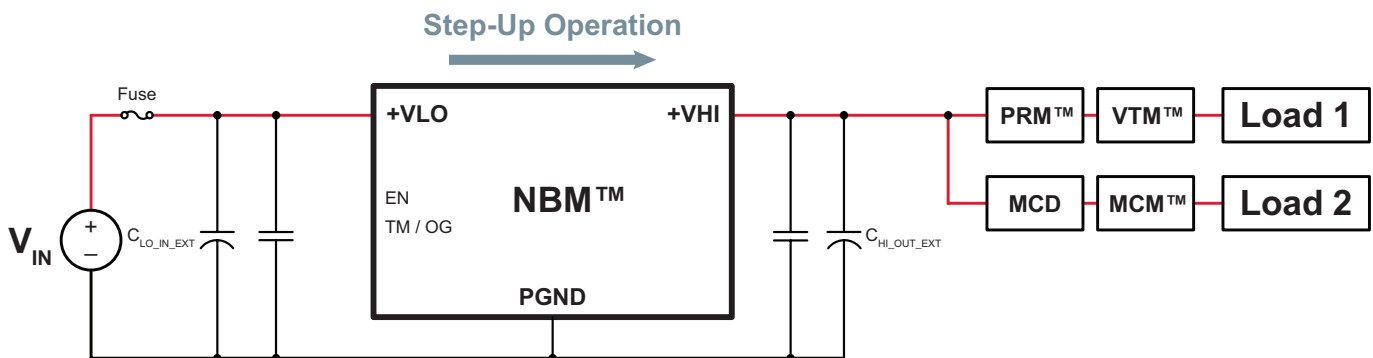 Step-Up Operation
Fuse
+VLO
+VHI
EN
TM / OG
NBM™
PGND
V_IN
+
–
C_LO_IN_EXT
C_HI_OUT_EXT
PRM™
VTM™
Load 1
MCD
MCM™
Load 2